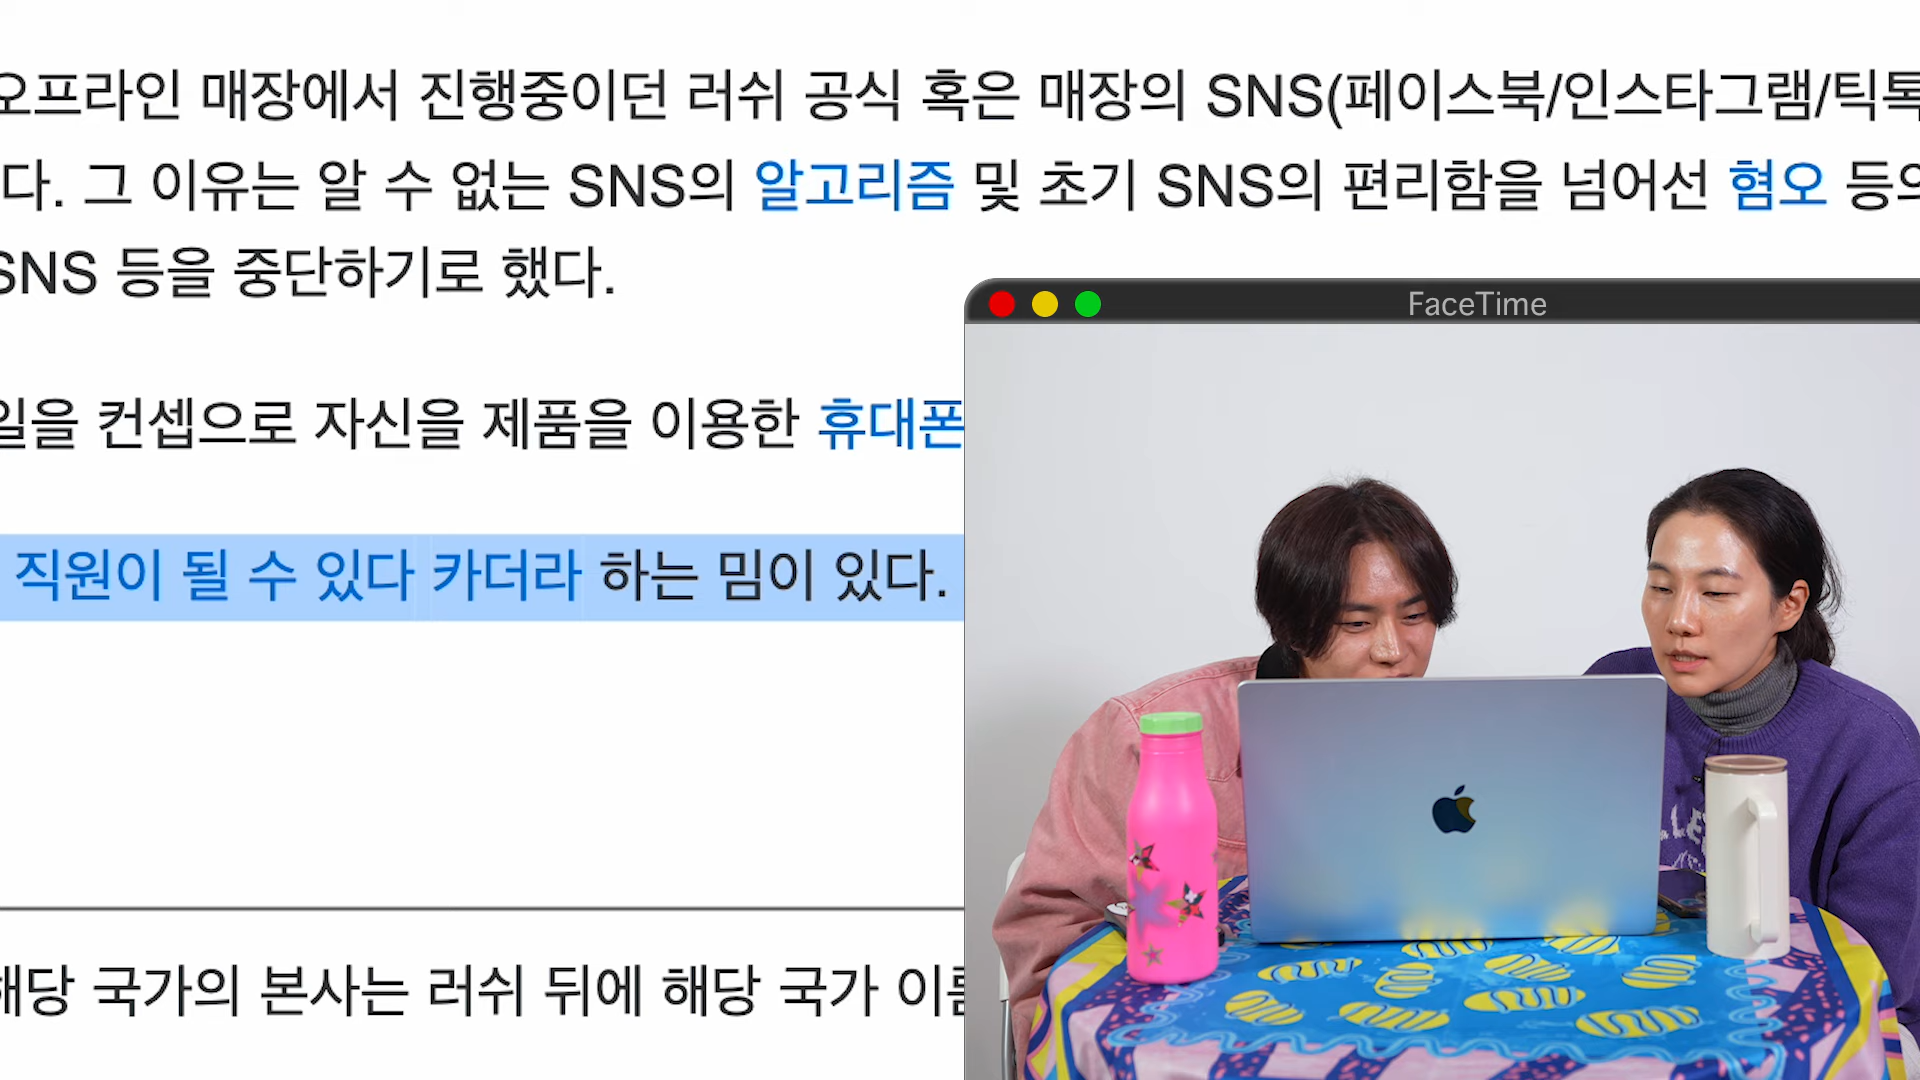 오프라인 매장에서 진행중이던 러쉬 공식 혹은 매장의 SNS(페이스북/인스타그램/틱톡
다. 그 이유는 알 수 없는 SNS의 알고리즘 및 초기 SNS의 편리함을 넘어선 혐오 등의
SNS 등을 중단하기로 했다.
FaceTime
일을 컨셉으로 자신을 제품을 이용한 휴대폰
직원이 될 수 있다 카더라 하는 밈이 있다.
해당 국가의 본사는 러쉬 뒤에 해당 국가 이름